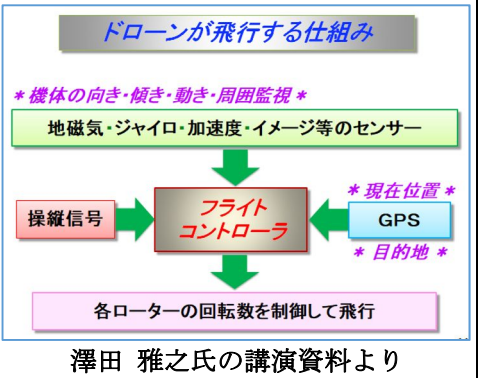 ドローンが飛行する仕組み
＊機体の向き・傾き・動き・周囲監視＊
地磁気・ジャイロ・加速度・イメージ等のセンサー
操縦信号
フライト
コントローラ
＊現在位置＊
GPS
＊目的地＊
各ローターの回転数を制御して飛行
澤田 雅之氏の講演資料より